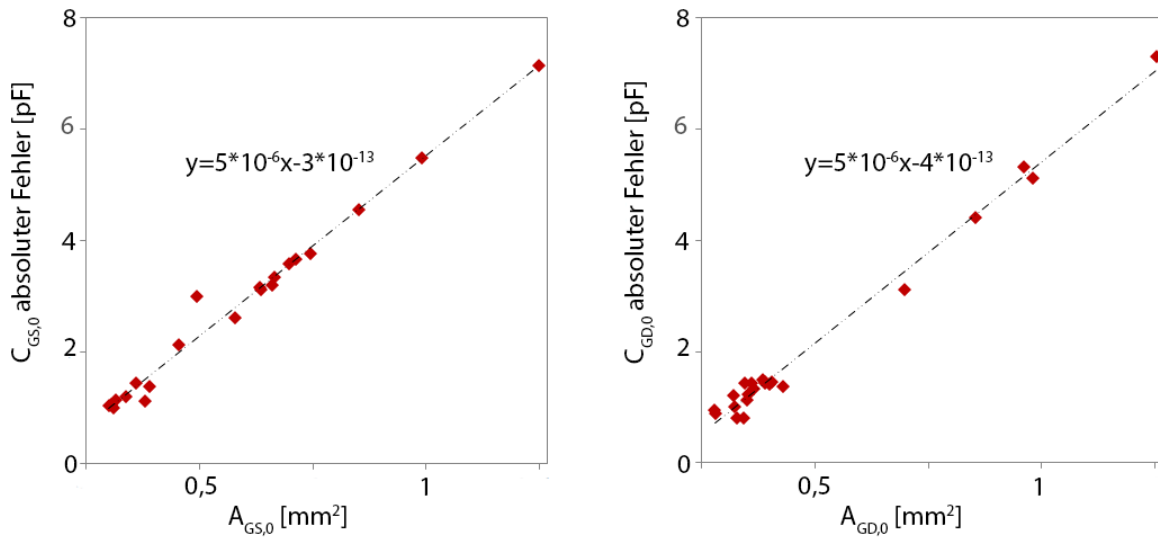 8
6
4
2
0
0,5
1
C_GS,0 absoluter Fehler [pF]
y=5*10⁻⁶x-3*10⁻¹³
A_GS,0 [mm²]
8
6
4
2
0
0,5
1
C_GD,0 absoluter Fehler [pF]
y=5*10⁻⁶x-4*10⁻¹³
A_GD,0 [mm²]